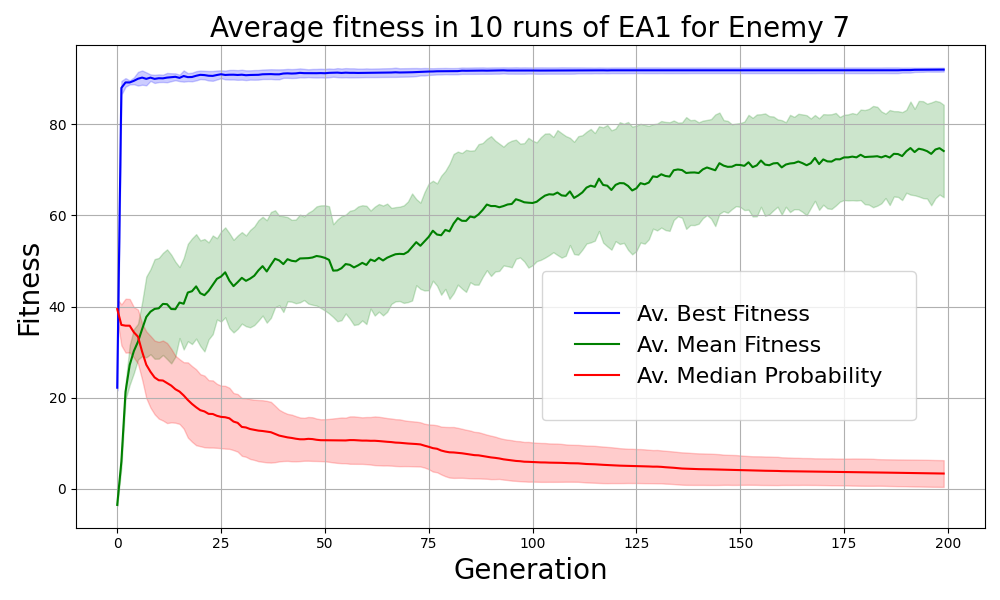 Average fitness in 10 runs of EA1 for Enemy 7
Fitness
80
60
40
20
0
Av. Best Fitness
Av. Mean Fitness
Av. Median Probability
0 25 50 75 100 125 150 175 200
Generation